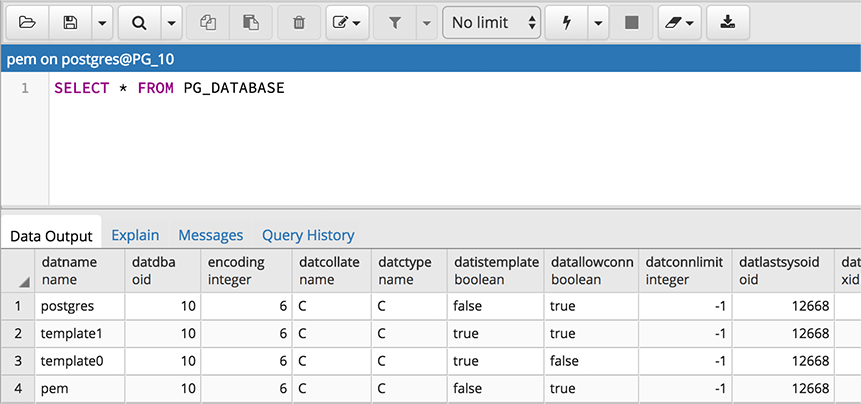 No limit
pem on postgres@PG_10
1 SELECT * FROM PG_DATABASE
Data Output Explain Messages Query History
datname datdba encoding datcollate datctype datistemplate datallowconn datconnlimit datlastsysoid dat
name oid integer name name boolean boolean integer oid xid
1 postgres 10 6 C C false true -1 12668
2 template1 10 6 C C true true -1 12668
3 template0 10 6 C C true false -1 12668
4 pem 10 6 C C false true -1 12668